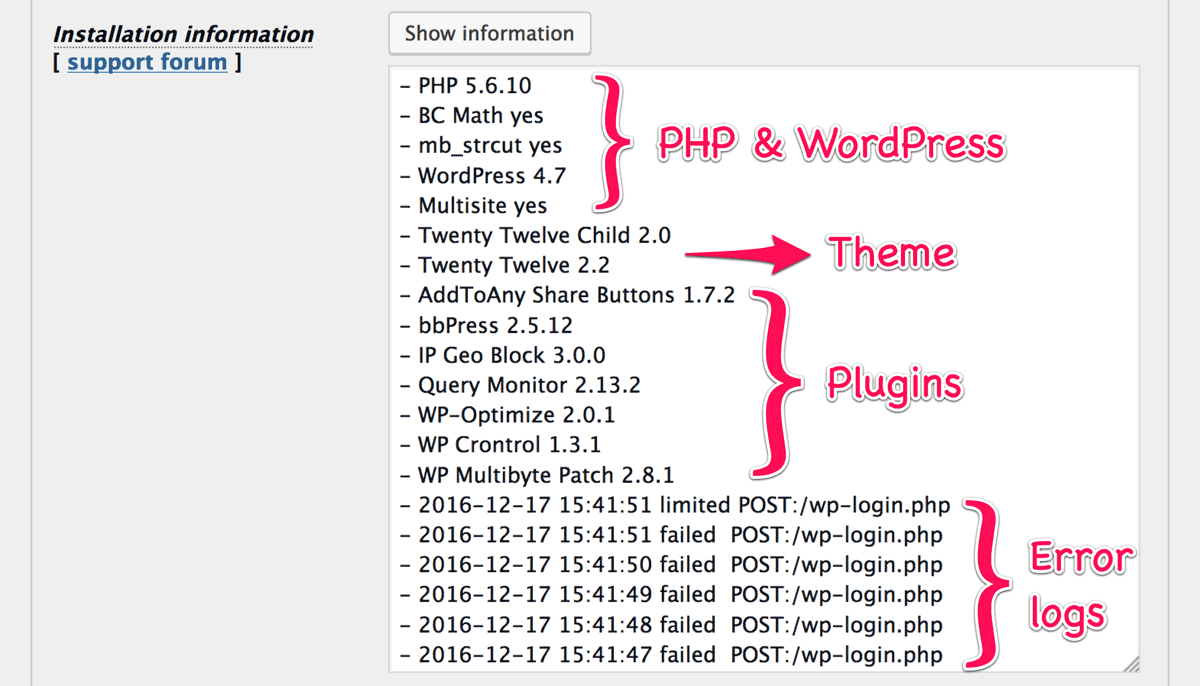 Installation information
[ support forum ]
Show information
– PHP 5.6.10
– BC Math yes
– mb_strcut yes
– WordPress 4.7
– Multisite yes
PHP & WordPress
– Twenty Twelve Child 2.0
– Twenty Twelve 2.2
Theme
– AddToAny Share Buttons 1.7.2
– bbPress 2.5.12
– IP Geo Block 3.0.0
– Query Monitor 2.13.2
– WP-Optimize 2.0.1
– WP Crontrol 1.3.1
– WP Multibyte Patch 2.8.1
Plugins
– 2016-12-17 15:41:51 limited POST:/wp-login.php
– 2016-12-17 15:41:51 failed  POST:/wp-login.php
– 2016-12-17 15:41:50 failed  POST:/wp-login.php
– 2016-12-17 15:41:49 failed  POST:/wp-login.php
– 2016-12-17 15:41:48 failed  POST:/wp-login.php
– 2016-12-17 15:41:47 failed  POST:/wp-login.php
Error
logs